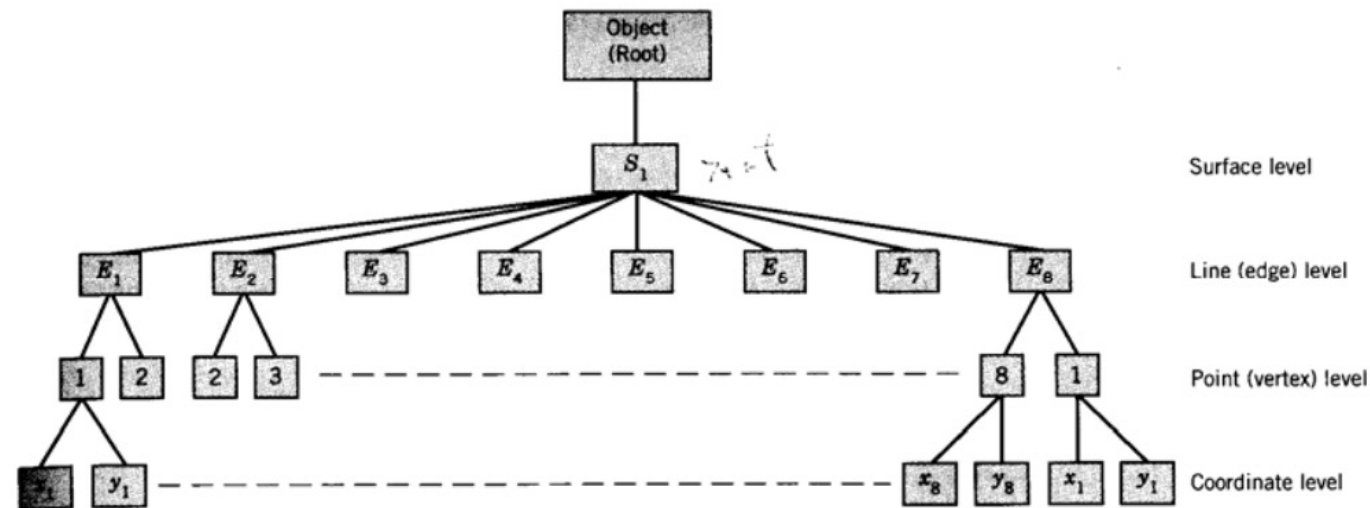 Object
(Root)
S₁
Surface level
E₁ E₂ E₃ E₄ E₅ E₆ E₇ E₈
Line (edge) level
1 2 2 3 8 1
Point (vertex) level
x₁ y₁ x₈ y₈ x₁ y₁
Coordinate level